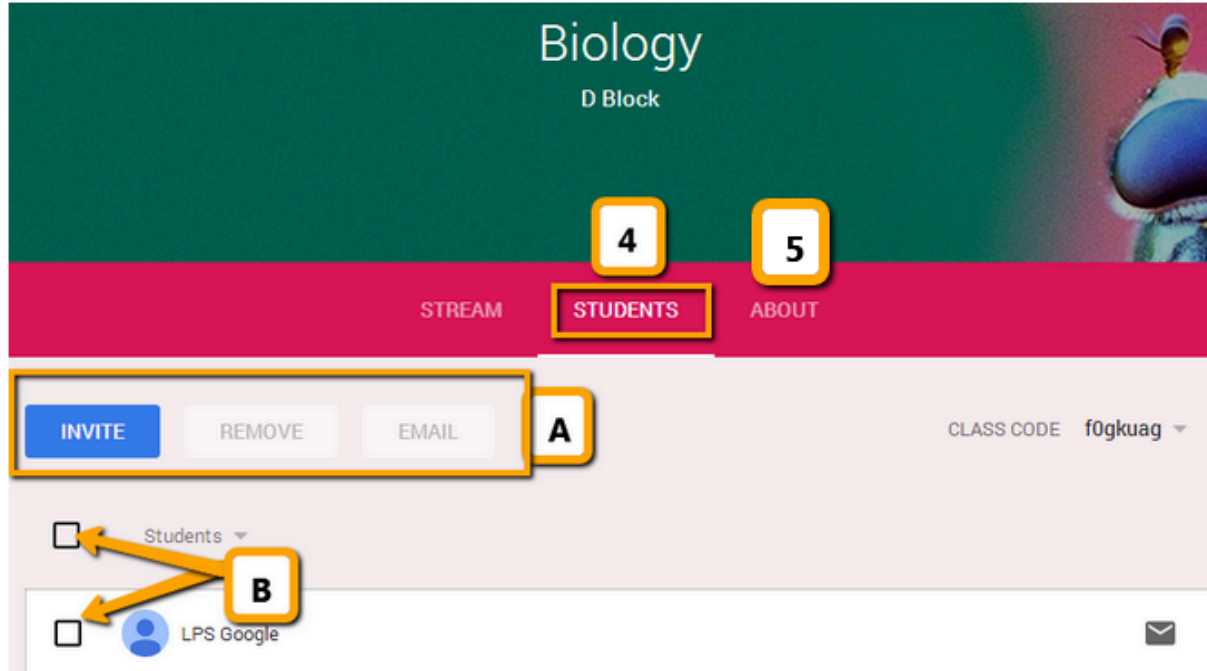 Biology
D Block
4
5
STREAM STUDENTS ABOUT
INVITE REMOVE EMAIL A CLASS CODE f0gkuag
Students
B
LPS Google